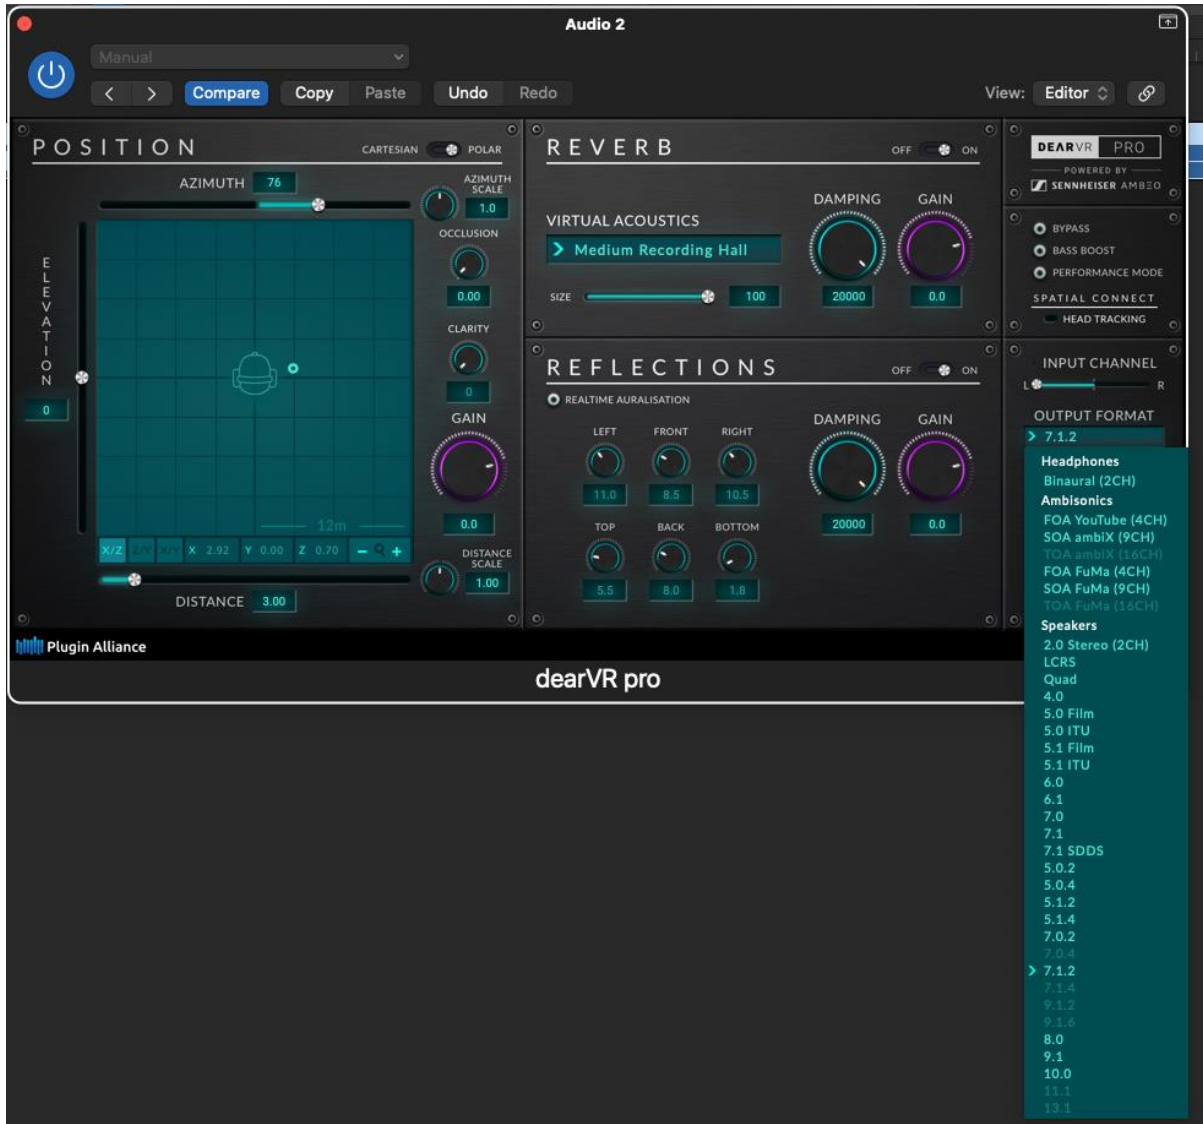 Audio 2
Manual
Compare Copy Paste Undo Redo View: Editor
POSITION
CARTESIAN POLAR
AZIMUTH 76
AZIMUTH SCALE
1.0
OCCLUSION
0.00
CLARITY
0
GAIN
0.0
DISTANCE SCALE
1.00
ELEVATION
0
12m
X/Z Z/Y X/Y X 2.92 Y 0.00 Z 0.70 - +
DISTANCE 3.00
REVERB
OFF ON
VIRTUAL ACOUSTICS
Medium Recording Hall
SIZE 100
DAMPING GAIN
20000 0.0
REFLECTIONS
OFF ON
REALTIME AURALISATION
LEFT FRONT RIGHT
11.0 8.5 10.5
TOP BACK BOTTOM
5.5 8.0 1.8
DAMPING GAIN
20000 0.0
DEARVR PRO
POWERED BY
SENNHEISER AMBEO
BYPASS
BASS BOOST
PERFORMANCE MODE
SPATIAL CONNECT
HEAD TRACKING
INPUT CHANNEL
L R
OUTPUT FORMAT
7.1.2
Headphones
Binaural (2CH)
Ambisonics
FOA YouTube (4CH)
SOA ambiX (9CH)
TOA ambiX (16CH)
FOA FuMa (4CH)
SOA FuMa (9CH)
TOA FuMa (16CH)
Speakers
2.0 Stereo (2CH)
LCRS
Quad
4.0
5.0 Film
5.0 ITU
5.1 Film
5.1 ITU
6.0
6.1
7.0
7.1
7.1 SDDS
5.0.2
5.0.4
5.1.2
5.1.4
7.0.2
7.0.4
7.1.2
7.1.4
9.1.2
9.1.6
8.0
9.1
10.0
11.1
13.1
Plugin Alliance
dearVR pro